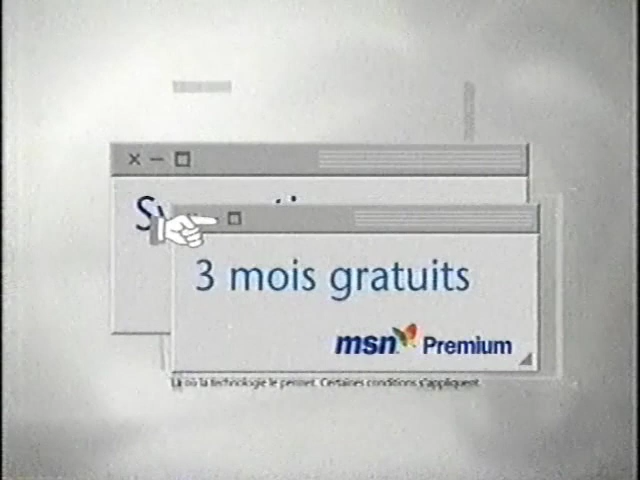 3 mois gratuits
msn Premium
Là où la technologie le permet. Certaines conditions s'appliquent.